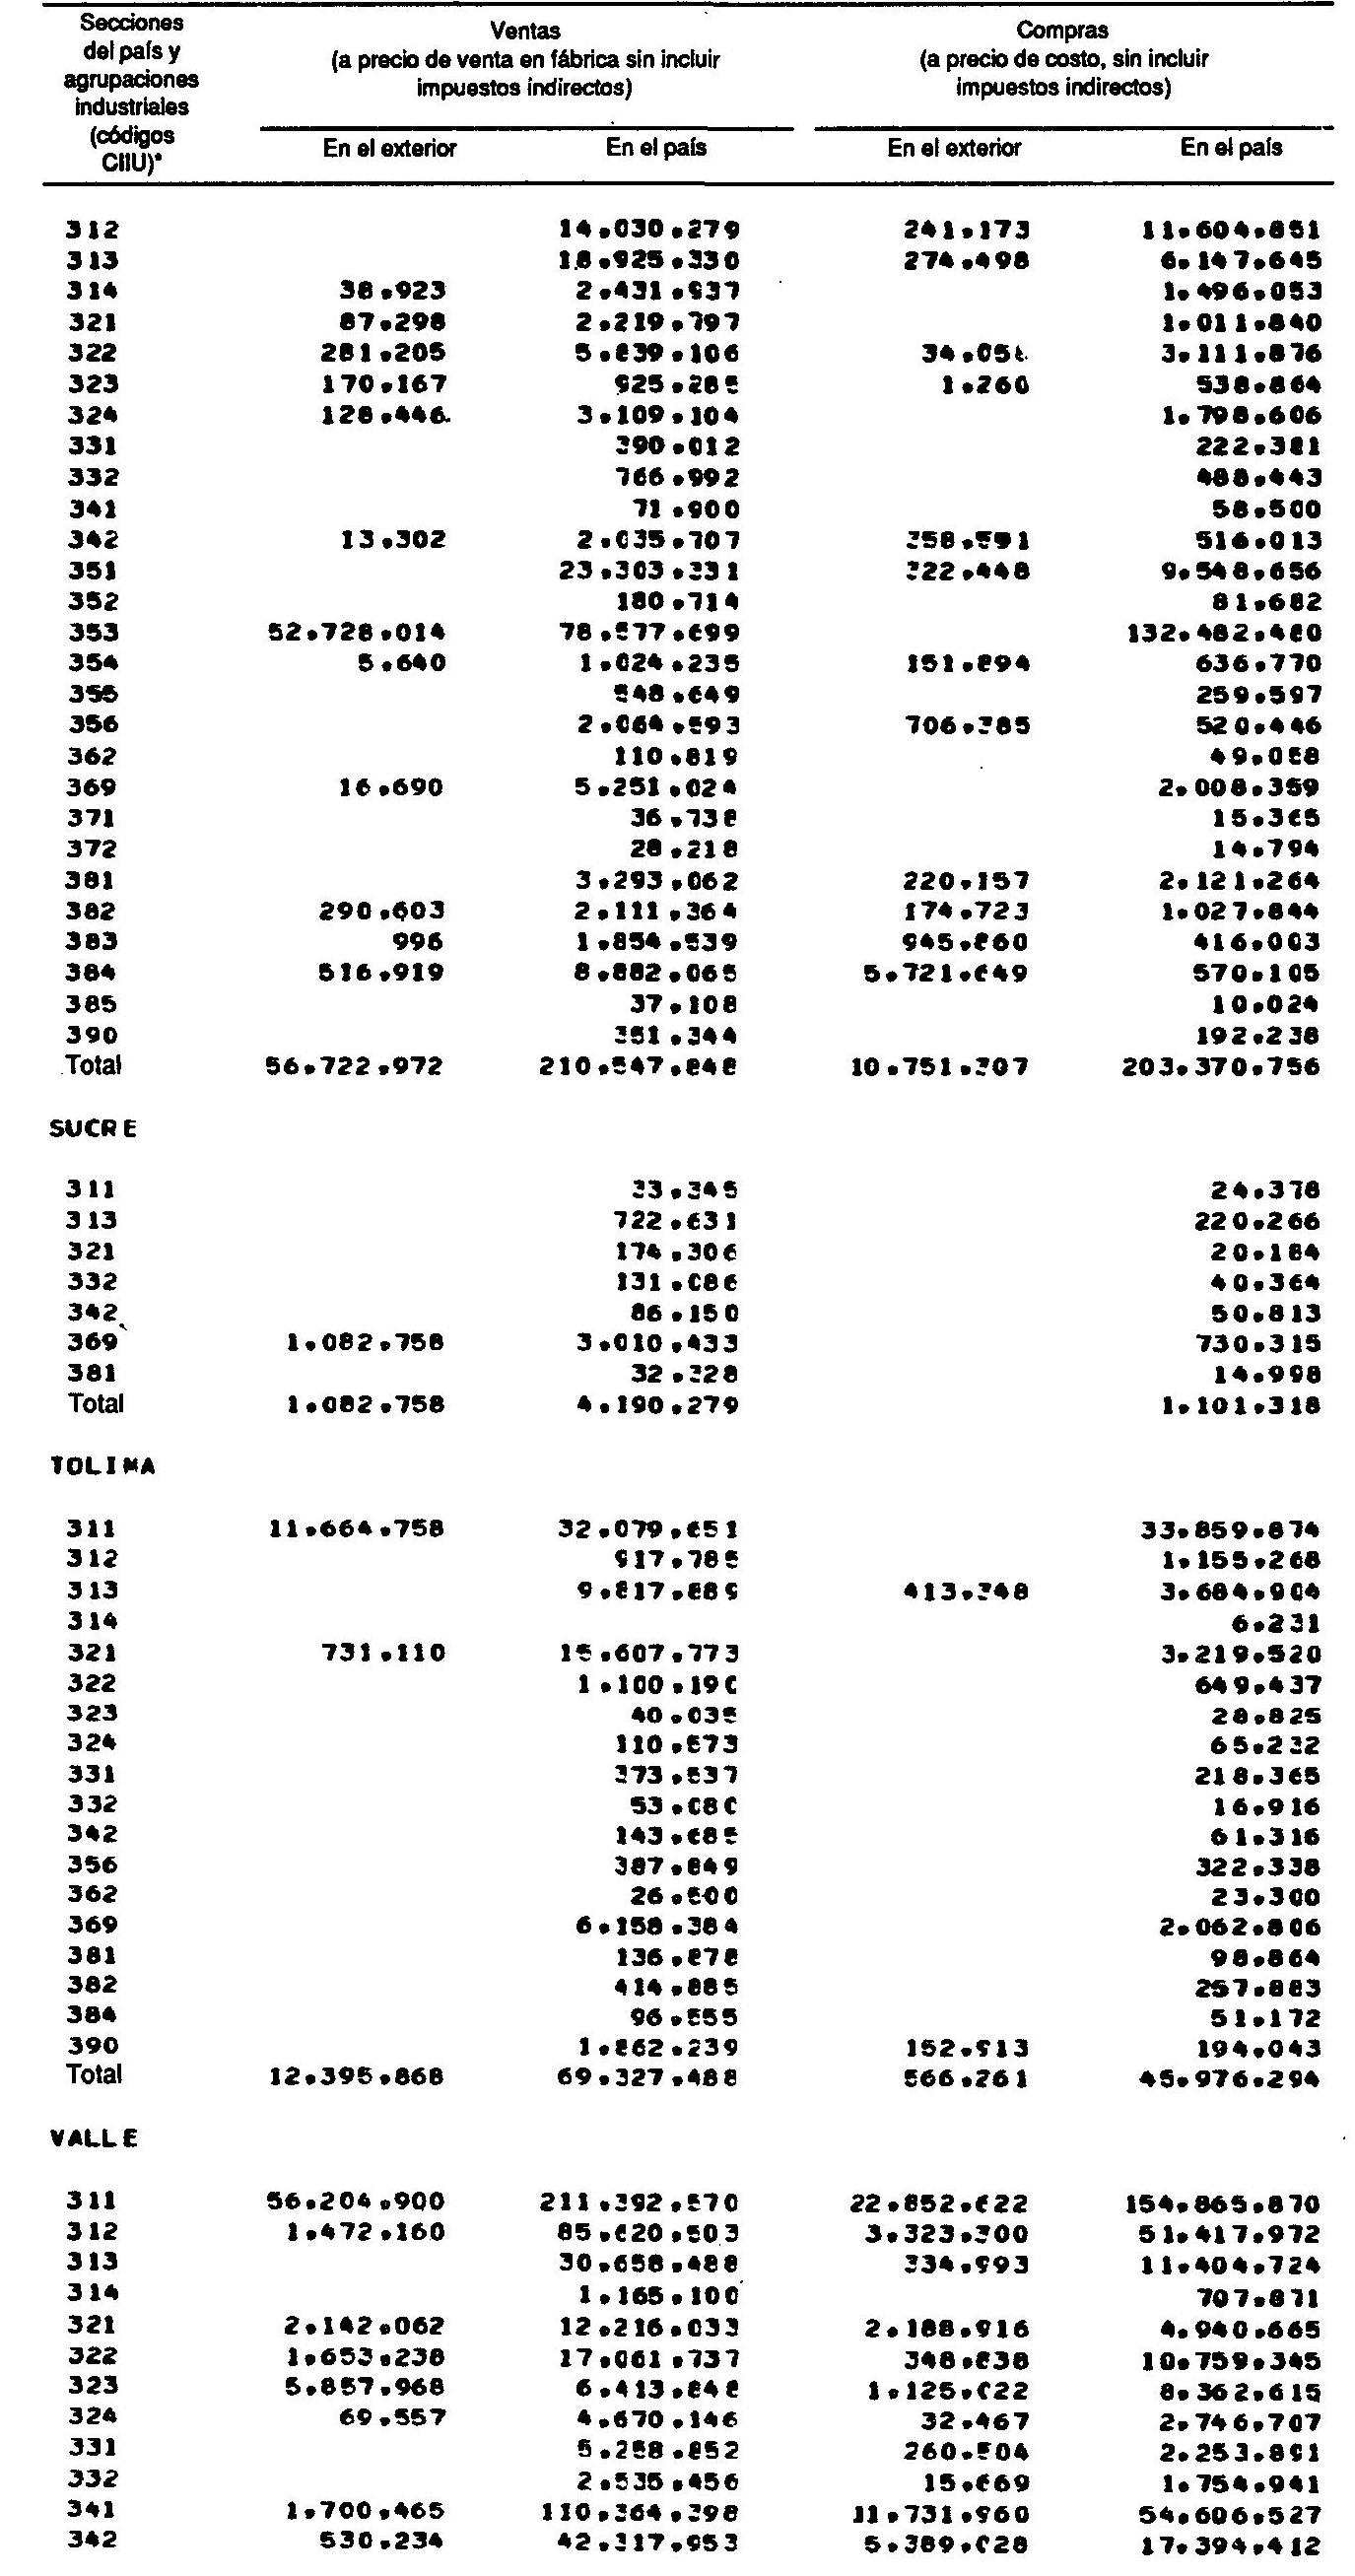 Secciones del país y agrupaciones industriales (códigos CIIU)*
Ventas (a precio de venta en fábrica sin incluir impuestos indirectos)
Compras (a precio de costo, sin incluir impuestos indirectos)
En el exterior En el país En el exterior En el país
312 14.030.279 241.173 11.604.851
313 18.925.330 274.498 6.147.645
314 38.923 2.431.937 1.496.053
321 87.298 2.219.797 1.011.840
322 281.205 5.839.106 3.111.876
323 170.167 925.285 1.260 538.864
324 128.446 3.109.104 1.798.606
331 390.012 222.381
332 766.992 488.443
341 71.900 58.500
342 13.302 2.035.707 358.591 516.013
351 23.303.331 322.448 9.548.656
352 180.714 81.682
353 52.728.014 78.577.699 132.482.480
354 5.640 1.024.235 151.894 636.770
355 548.649 259.597
356 2.064.593 706.385 520.446
362 110.819 49.058
369 16.690 5.251.024 2.008.359
371 36.738 15.365
372 28.218 14.794
381 3.293.062 220.157 2.121.264
382 290.603 2.111.364 174.723 1.027.844
383 996 1.854.539 945.860 416.003
384 516.919 8.882.065 5.721.649 570.105
385 37.108 10.024
390 351.344 192.238
Total 56.722.972 210.547.848 10.751.307 203.370.756
SUCRE
311 33.345 24.378
313 722.631 220.266
321 174.306 20.184
332 131.086 40.364
342 86.150 50.813
369 1.082.758 3.010.433 730.315
381 32.328 14.998
Total 1.082.758 4.190.279 1.101.318
TOLIMA
311 11.664.758 32.079.651 33.859.874
312 917.785 1.155.268
313 9.817.889 413.348 3.684.904
314 6.231
321 731.110 15.607.773 3.219.520
322 1.100.190 649.437
323 40.035 28.825
324 110.573 65.232
331 373.537 218.365
332 53.080 16.916
342 143.685 61.316
356 387.849 322.338
362 26.500 23.300
369 6.158.384 2.062.806
381 136.878 98.864
382 414.885 257.883
384 96.555 51.172
390 1.862.239 152.913 194.043
Total 12.395.868 69.327.488 566.261 45.976.294
VALLE
311 56.204.900 211.392.570 22.852.622 154.865.870
312 1.472.160 85.620.503 3.323.300 51.417.972
313 30.658.488 334.993 11.404.724
314 1.165.100 707.871
321 2.142.062 12.216.033 2.188.916 4.940.665
322 1.653.238 17.061.737 348.838 10.759.345
323 5.857.968 6.413.848 1.125.022 8.362.615
324 69.557 4.670.146 32.467 2.746.707
331 5.258.852 260.504 2.253.891
332 2.535.456 15.669 1.754.941
341 1.700.465 110.364.398 11.731.960 54.606.527
342 530.234 42.317.953 5.389.028 17.394.412